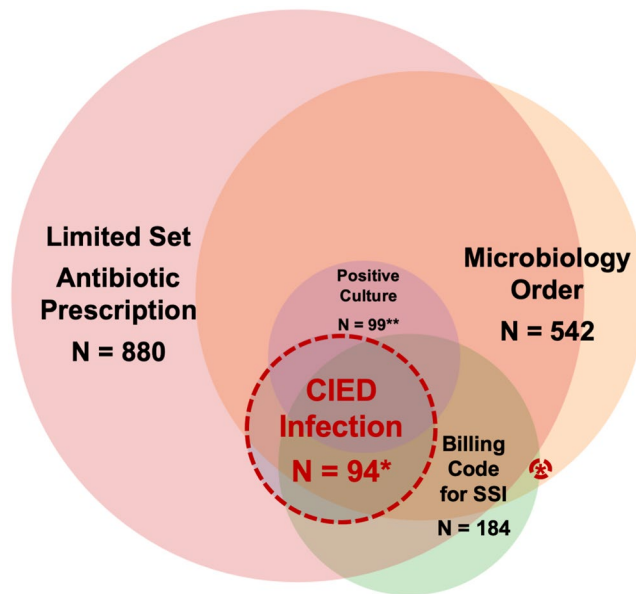 Limited Set
Antibiotic
Prescription
N = 880
Positive
Culture
N = 99**
Microbiology
Order
N = 542
CIED
Infection
N = 94*
Billing
Code
for SSI
N = 184
*